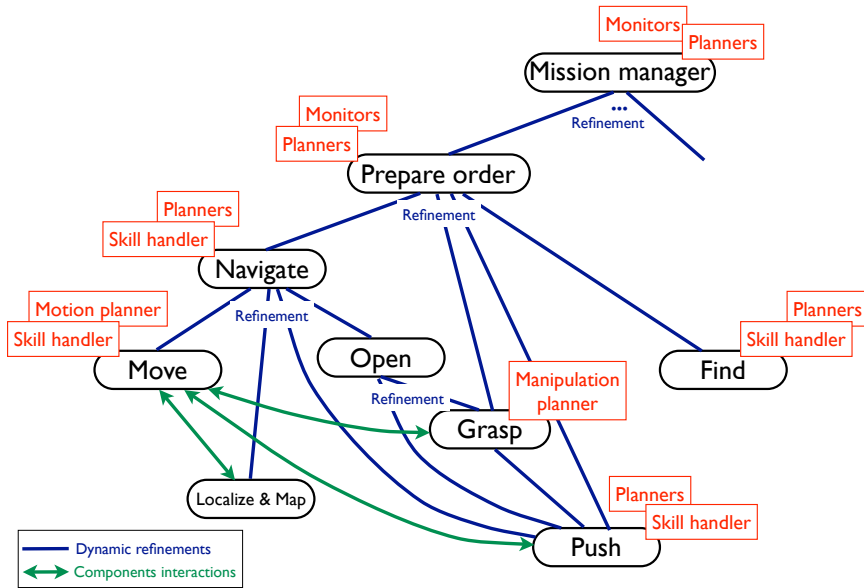 Monitors
Planners
Mission manager
...
Refinement
Monitors
Planners
Prepare order
Refinement
Planners
Skill handler
Navigate
Refinement
Motion planner
Skill handler
Move
Open
Refinement
Planners
Skill handler
Find
Manipulation
planner
Grasp
Localize & Map
Planners
Skill handler
Push
Dynamic refinements
Components interactions